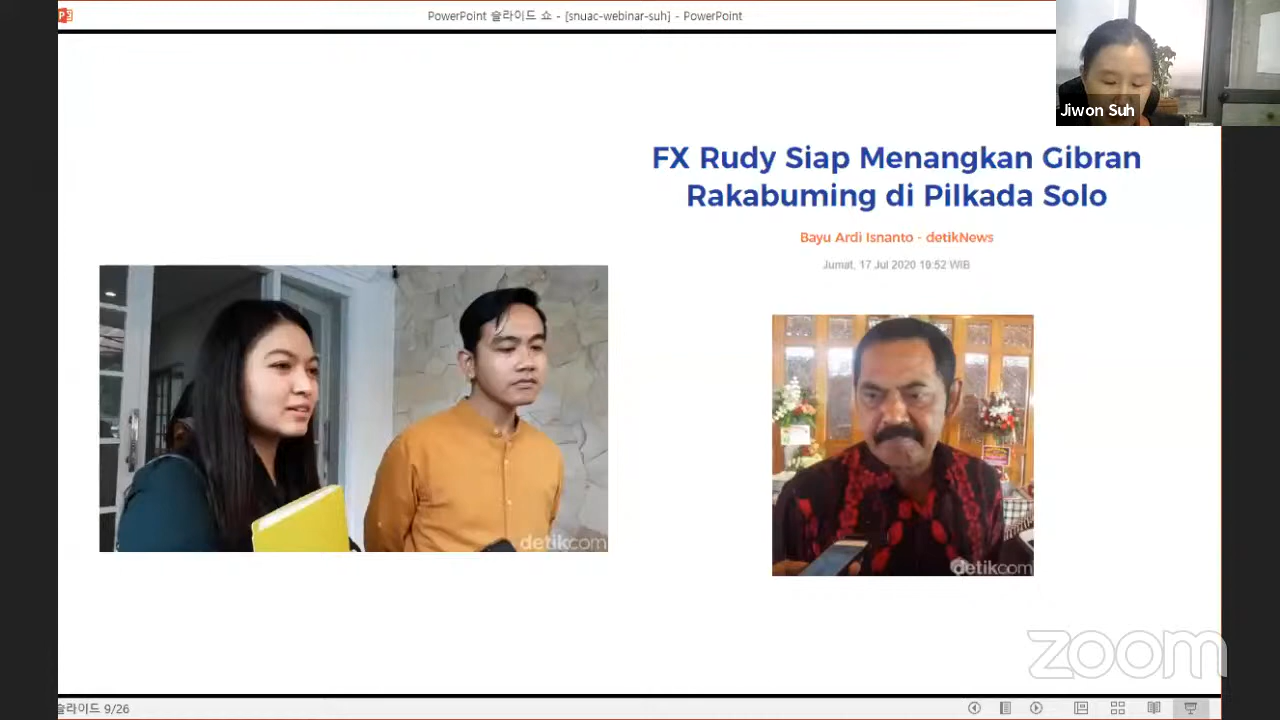 PowerPoint 슬라이드 쇼 - [snuac-webinar-suh] - PowerPoint
Jiwon Suh
FX Rudy Siap Menangkan Gibran
Rakabuming di Pilkada Solo
Bayu Ardi Isnanto - detikNews
Jumat, 17 Jul 2020 10:52 WIB
detikcom
detikcom
zoom
슬라이드 9/26